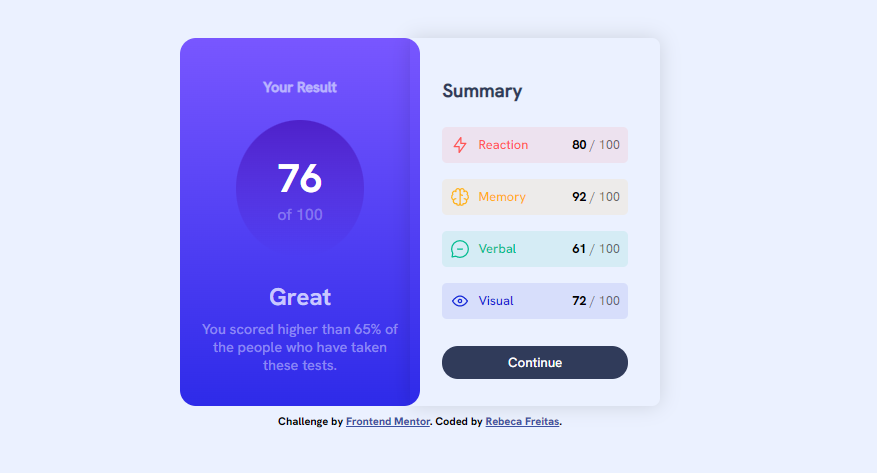 Your Result
76
of 100
Great
You scored higher than 65% of
the people who have taken
these tests.
Summary
Reaction 80 / 100
Memory 92 / 100
Verbal 61 / 100
Visual 72 / 100
Continue
Challenge by Frontend Mentor. Coded by Rebeca Freitas.